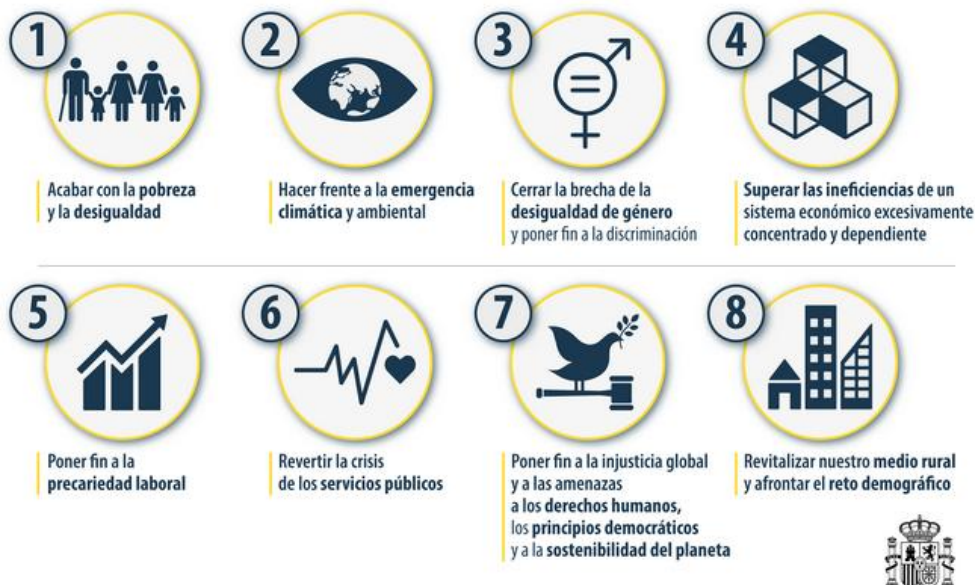 1
Acabar con la pobreza
y la desigualdad
2
Hacer frente a la emergencia
climática y ambiental
3
Cerrar la brecha de la
desigualdad de género
y poner fin a la discriminación
4
Superar las ineficiencias de un
sistema económico excesivamente
concentrado y dependiente
5
Poner fin a la
precariedad laboral
6
Revertir la crisis
de los servicios públicos
7
Poner fin a la injusticia global
y a las amenazas
a los derechos humanos,
los principios democráticos
y a la sostenibilidad del planeta
8
Revitalizar nuestro medio rural
y afrontar el reto demográfico